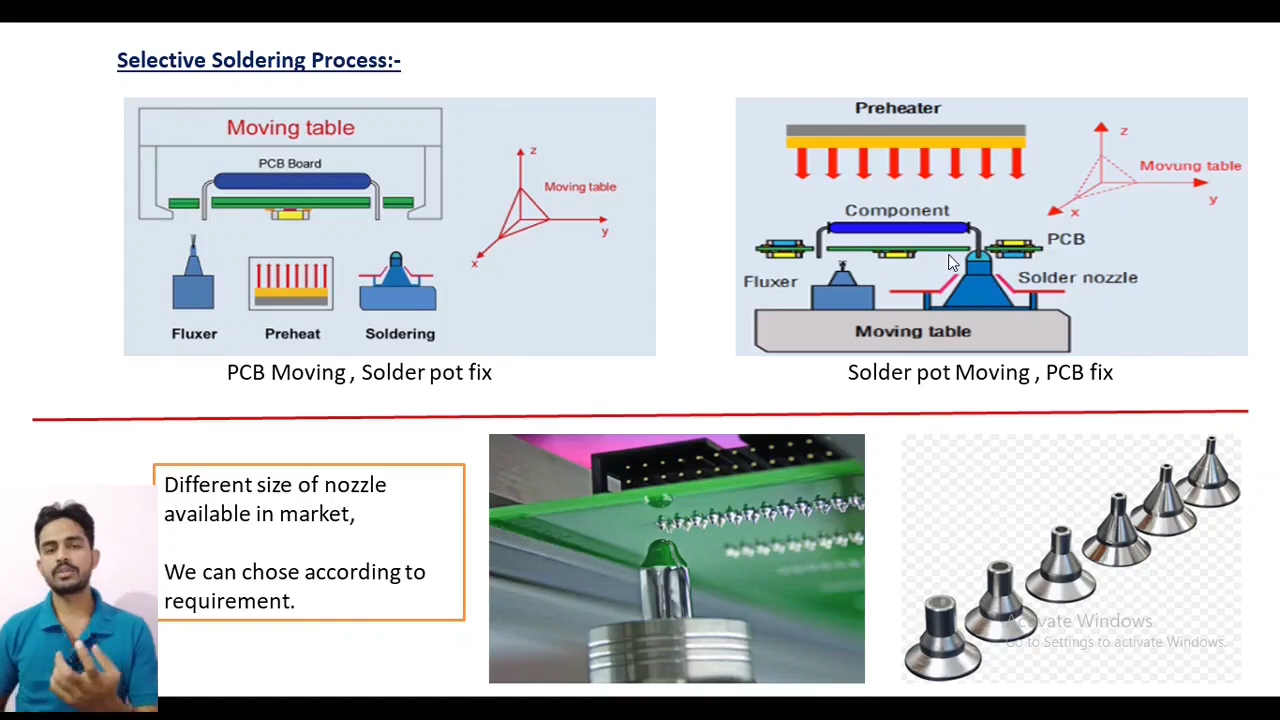 Selective Soldering Process:-
Moving table
PCB Board
z
Moving table
y
x
Fluxer
Preheat
Soldering
PCB Moving , Solder pot fix
Preheater
z
Movung table
y
x
Component
PCB
Fluxer
Solder nozzle
Moving table
Solder pot Moving , PCB fix
Different size of nozzle
available in market,
We can chose according to
requirement.
Activate Windows
Go to Settings to activate Windows.